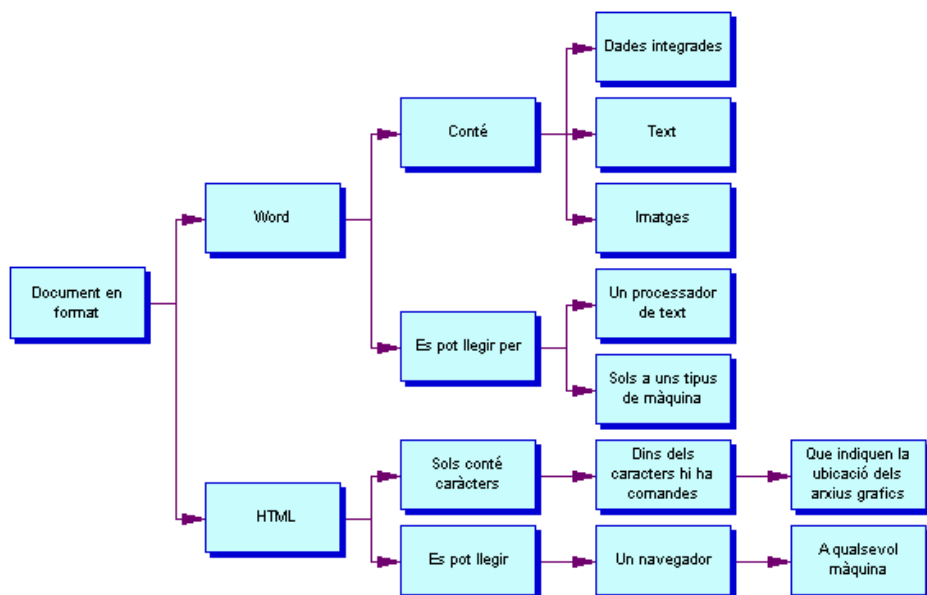 Dades integrades
Conté
Text
Word
Imatges
Document en
format
Un processador
de text
Es pot llegir per
Sols a uns tipus
de màquina
Sols conté
caràcters
Dins dels
caracters hi ha
comandes
Que indiquen la
ubicació dels
arxius grafics
HTML
Es pot llegir
Un navegador
A qualsevol
màquina